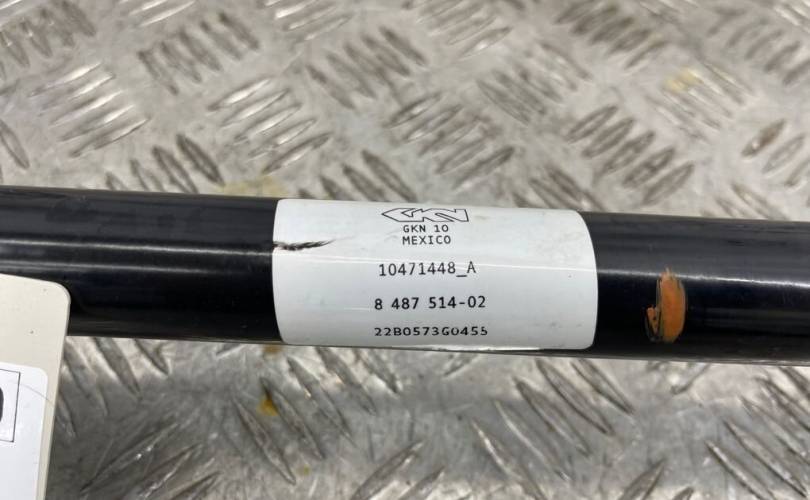 GKN
GKN 10
MEXICO
10471448_A
8 487 514-02
22B0573G0455